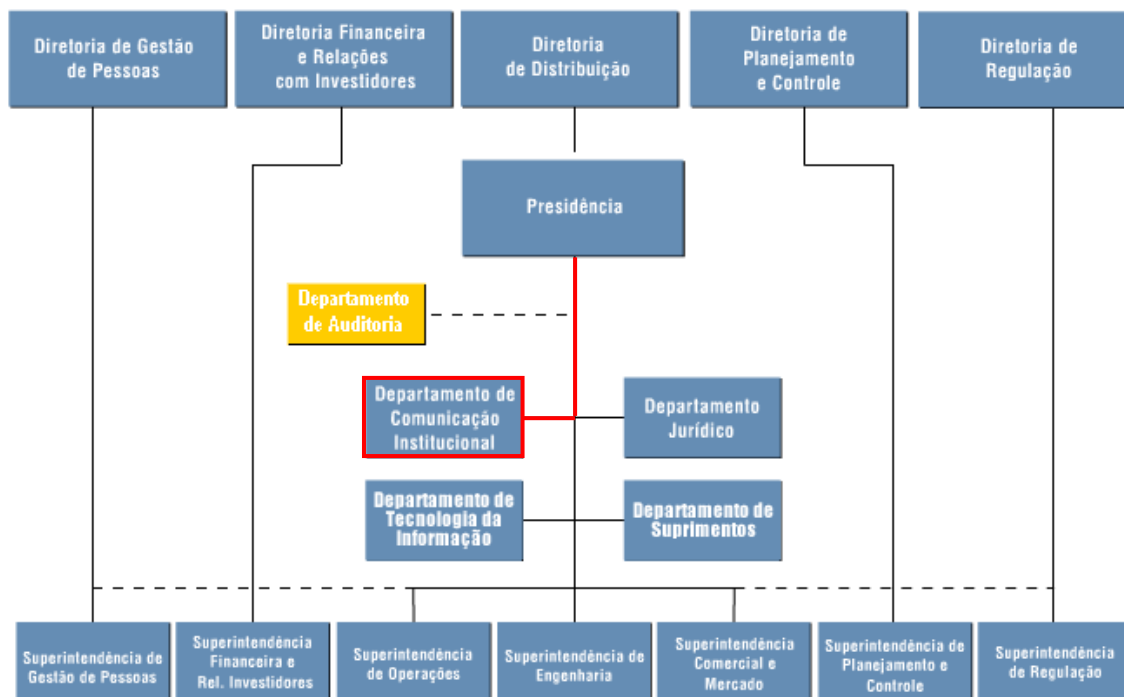 Diretoria de Gestão
de Pessoas
Diretoria Financeira
e Relações
com Investidores
Diretoria
de Distribuição
Diretoria de
Planejamento
e Controle
Diretoria de
Regulação
Presidência
Departamento
de Auditoria
Departamento de
Comunicação
Institucional
Departamento
Jurídico
Departamento de
Tecnologia da
Informação
Departamento de
Suprimentos
Superintendência de
Gestão de Pessoas
Superintendência
Financeira e
Rel. Investidores
Superintendência
de Operações
Superintendência de
Engenharia
Superintendência
Comercial e
Mercado
Superintendência de
Planejamento e
Controle
Superintendência
de Regulação